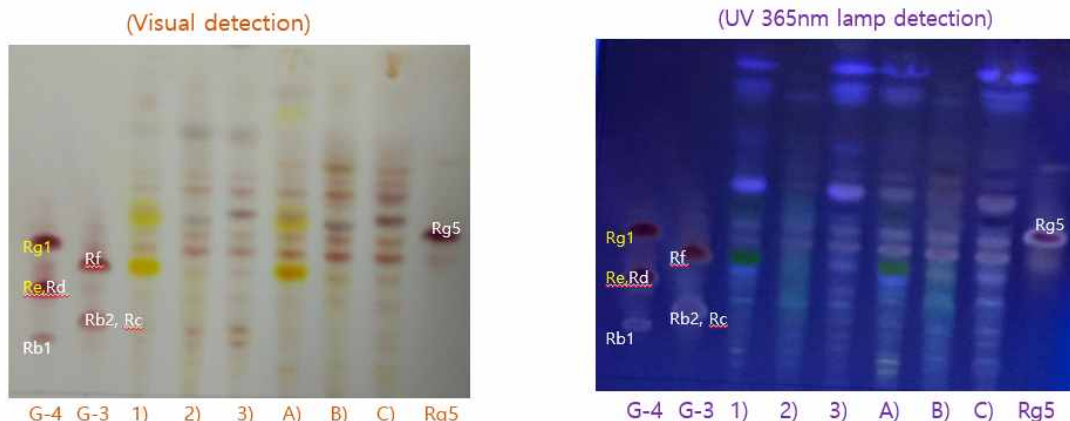 (Visual detection)
Rg1
Rf
Rg5
Re,Rd
Rb2, Rc
Rb1
G-4 G-3 1) 2) 3) A) B) C) Rg5
(UV 365nm lamp detection)
Rg1
Rf
Rg5
Re,Rd
Rb2, Rc
Rb1
G-4 G-3 1) 2) 3) A) B) C) Rg5